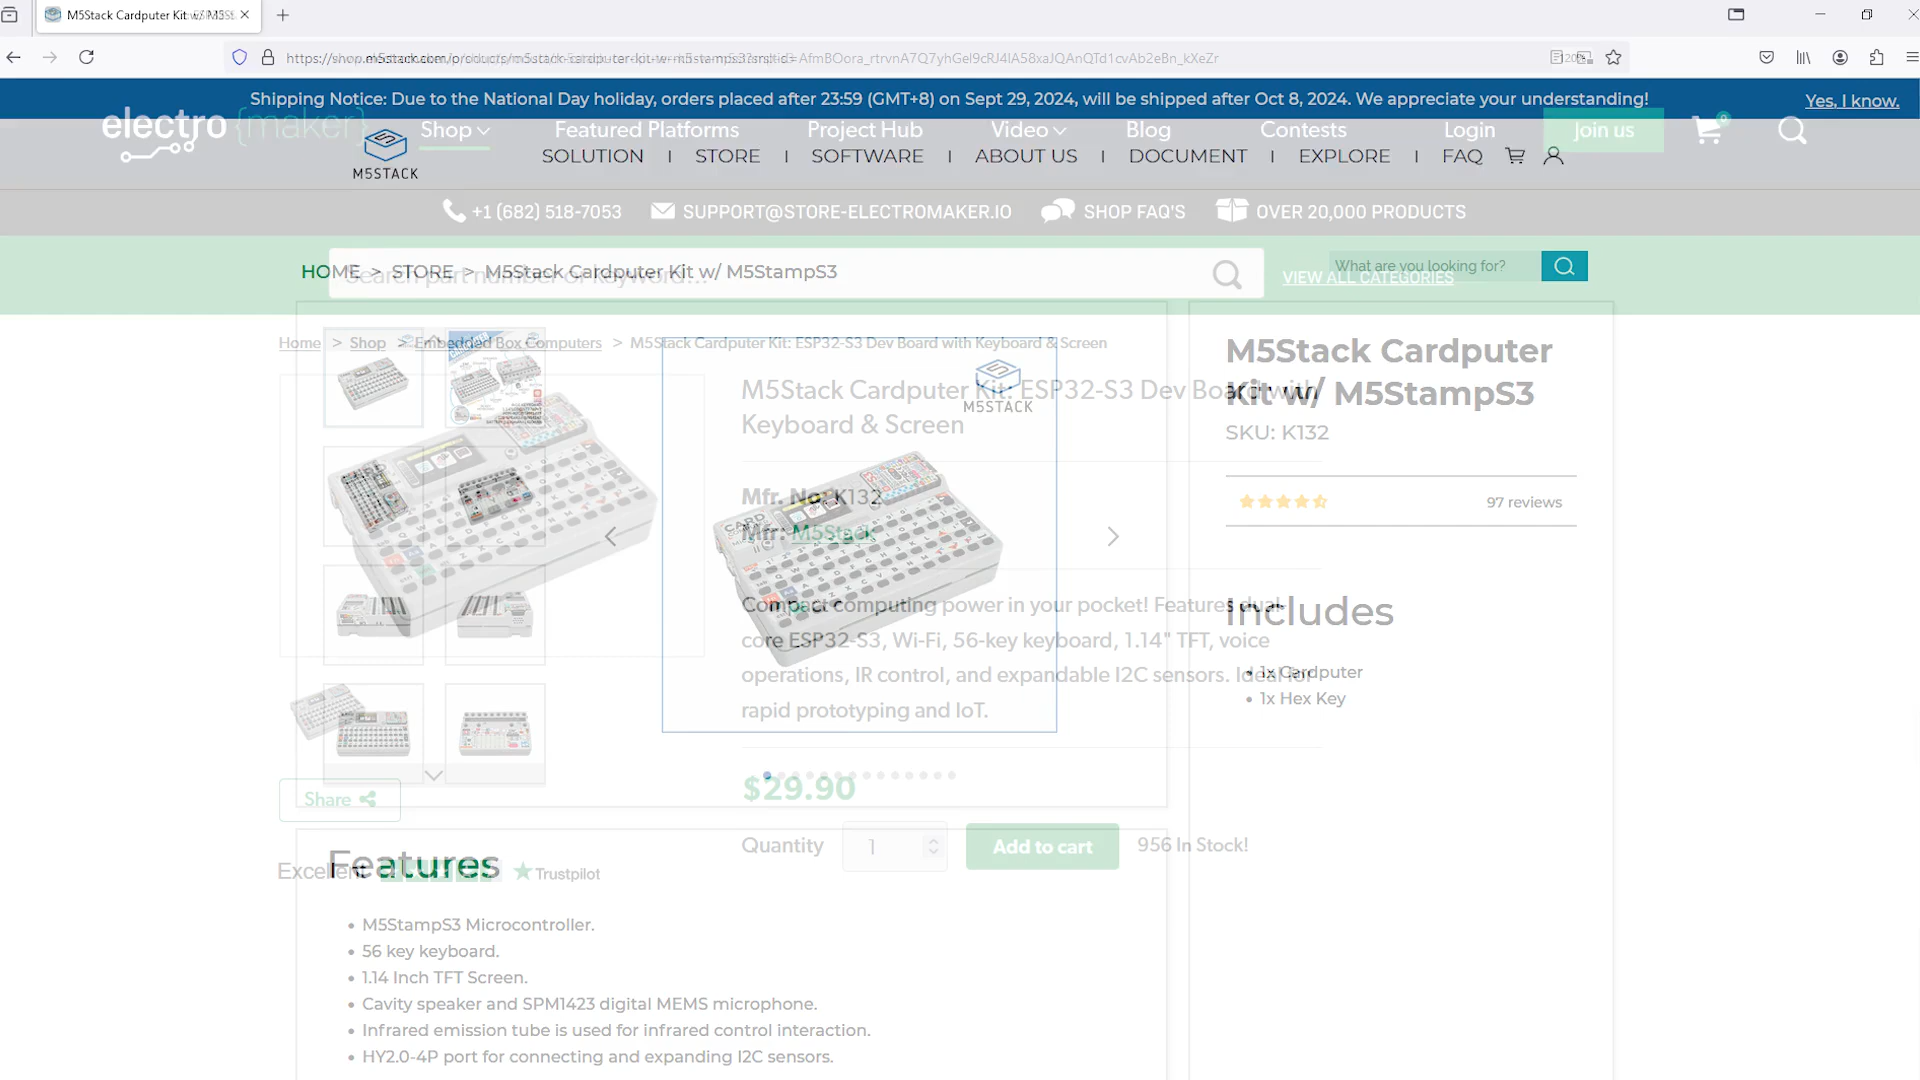 M5Stack Cardputer Kit w/ M5St
Shipping Notice: Due to the National Day holiday, orders placed after 23:59 (GMT+8) on Sept 29, 2024, will be shipped after Oct 8, 2024. We appreciate your understanding!
Yes, I know.
electro {maker}
Shop
Featured Platforms
Project Hub
Video
Blog
Contests
Login
Join us
0
M5STACK
SOLUTION | STORE | SOFTWARE | ABOUT US | DOCUMENT | EXPLORE | FAQ
+1 (682) 518-7053
SUPPORT@STORE-ELECTROMAKER.IO
SHOP FAQ'S
OVER 20,000 PRODUCTS
HOME > STORE > M5Stack Cardputer Kit w/ M5StampS3
Search part number or keyword...
VIEW ALL CATEGORIES
What are you looking for?
Home > Shop > Embedded Box Computers > M5Stack Cardputer Kit: ESP32-S3 Dev Board with Keyboard & Screen
M5Stack Cardputer Kit: ESP32-S3 Dev Board with
Keyboard & Screen
M5STACK
Mfr. No: K132
Mfr: M5Stack
Compact computing power in your pocket! Features dual-
core ESP32-S3, Wi-Fi, 56-key keyboard, 1.14" TFT, voice
operations, IR control, and expandable I2C sensors. Ideal for
rapid prototyping and IoT.
$29.90
Quantity 1 Add to cart 956 In Stock!
Share
Excellent
Trustpilot
M5Stack Cardputer
Kit w/ M5StampS3
SKU: K132
97 reviews
Includes
• 1x Cardputer
• 1x Hex Key
Features
• M5StampS3 Microcontroller.
• 56 key keyboard.
• 1.14 Inch TFT Screen.
• Cavity speaker and SPM1423 digital MEMS microphone.
• Infrared emission tube is used for infrared control interaction.
• HY2.0-4P port for connecting and expanding I2C sensors.